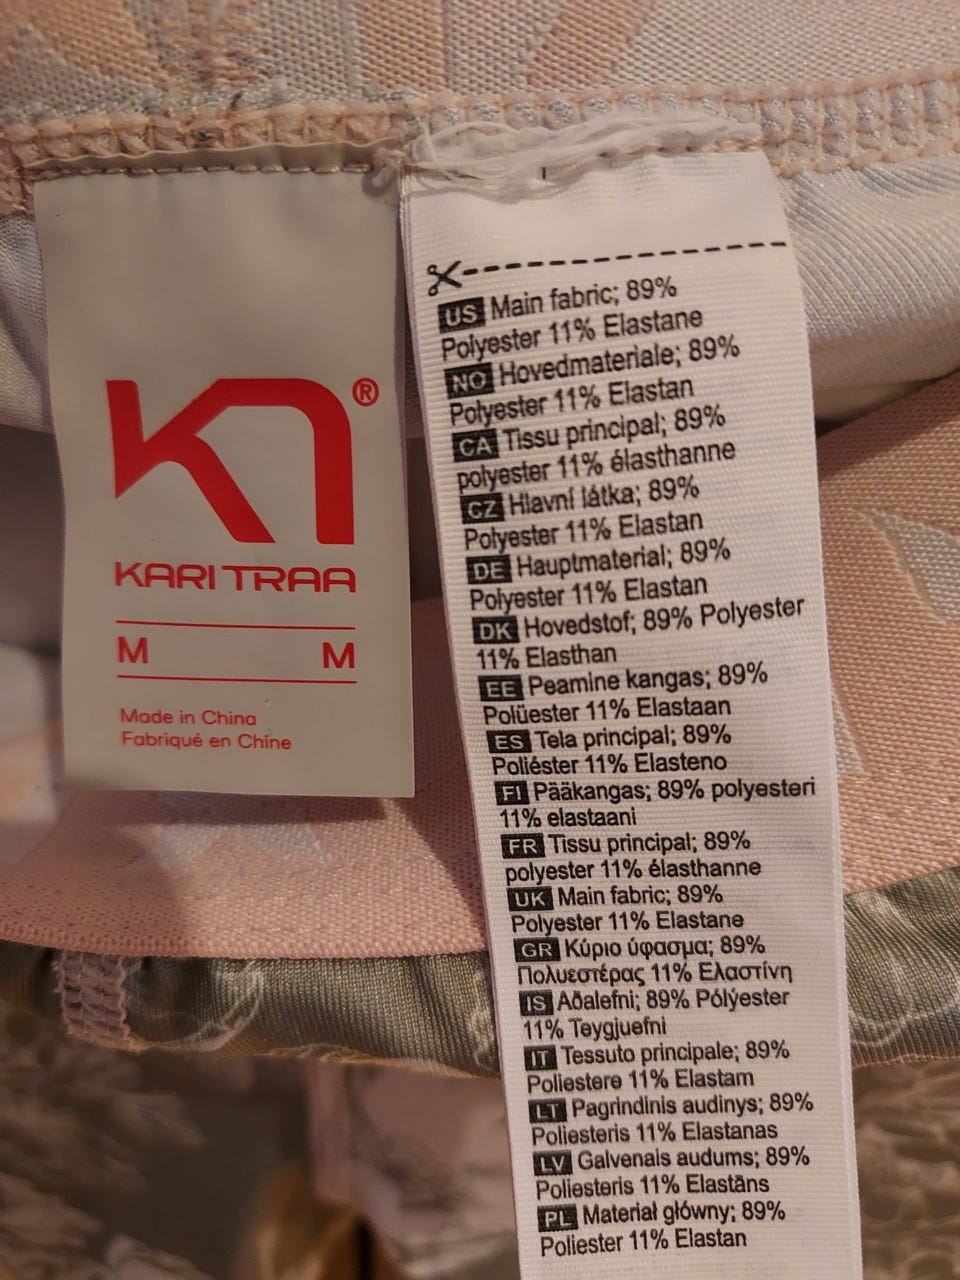 KARI TRAA
®
M M
Made in China
Fabriqué en Chine
US Main fabric; 89%
Polyester 11% Elastane
NO Hovedmateriale; 89%
Polyester 11% Elastan
CA Tissu principal; 89%
polyester 11% élasthanne
CZ Hlavní látka; 89%
Polyester 11% Elastan
DE Hauptmaterial; 89%
Polyester 11% Elastan
DK Hovedstof; 89% Polyester
11% Elasthan
EE Peamine kangas; 89%
Polüester 11% Elastaan
ES Tela principal; 89%
Poliéster 11% Elasteno
FI Pääkangas; 89% polyesteri
11% elastaani
FR Tissu principal; 89%
polyester 11% élasthanne
UK Main fabric; 89%
Polyester 11% Elastane
GR Κύριο ύφασμα; 89%
Πολυεστέρας 11% Ελαστίνη
IS Aðalefni; 89% Pólýester
11% Teygjuefni
IT Tessuto principale; 89%
Poliestere 11% Elastam
LT Pagrindinis audinys; 89%
Poliesteris 11% Elastanas
LV Galvenais audums; 89%
Poliesteris 11% Elastāns
PL Materiał główny; 89%
Poliester 11% Elastan